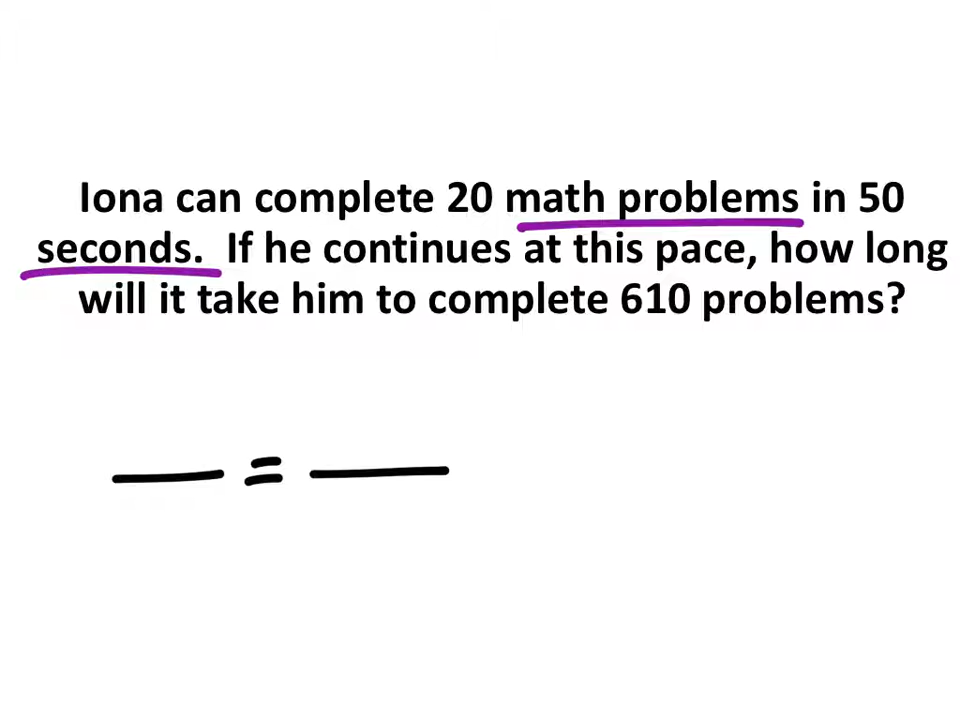 Iona can complete 20 math problems in 50
seconds. If he continues at this pace, how long
will it take him to complete 610 problems?
=